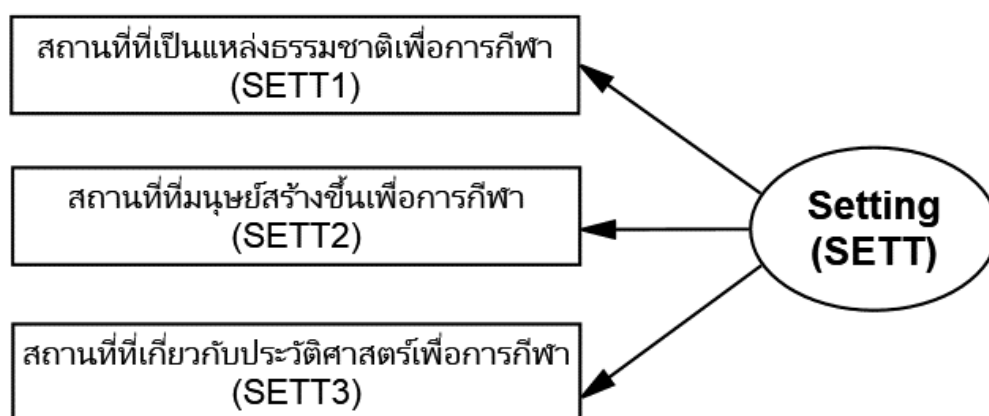 สถานที่ที่เป็นแหล่งธรรมชาติเพื่อการกีฬา
(SETT1)
สถานที่ที่มนุษย์สร้างขึ้นเพื่อการกีฬา
(SETT2)
สถานที่ที่เกี่ยวกับประวัติศาสตร์เพื่อการกีฬา
(SETT3)
Setting
(SETT)